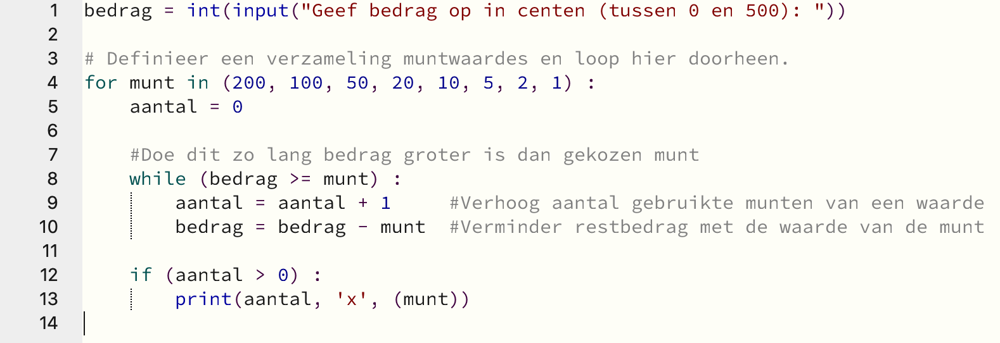 1 bedrag = int(input("Geef bedrag op in centen (tussen 0 en 500): "))
2
3 # Definieer een verzameling muntwaardes en loop hier doorheen.
4 for munt in (200, 100, 50, 20, 10, 5, 2, 1) :
5     aantal = 0
6
7     #Doe dit zo lang bedrag groter is dan gekozen munt
8     while (bedrag >= munt) :
9         aantal = aantal + 1     #Verhoog aantal gebruikte munten van een waarde
10         bedrag = bedrag - munt  #Verminder restbedrag met de waarde van de munt
11
12     if (aantal > 0) :
13         print(aantal, 'x', (munt))
14